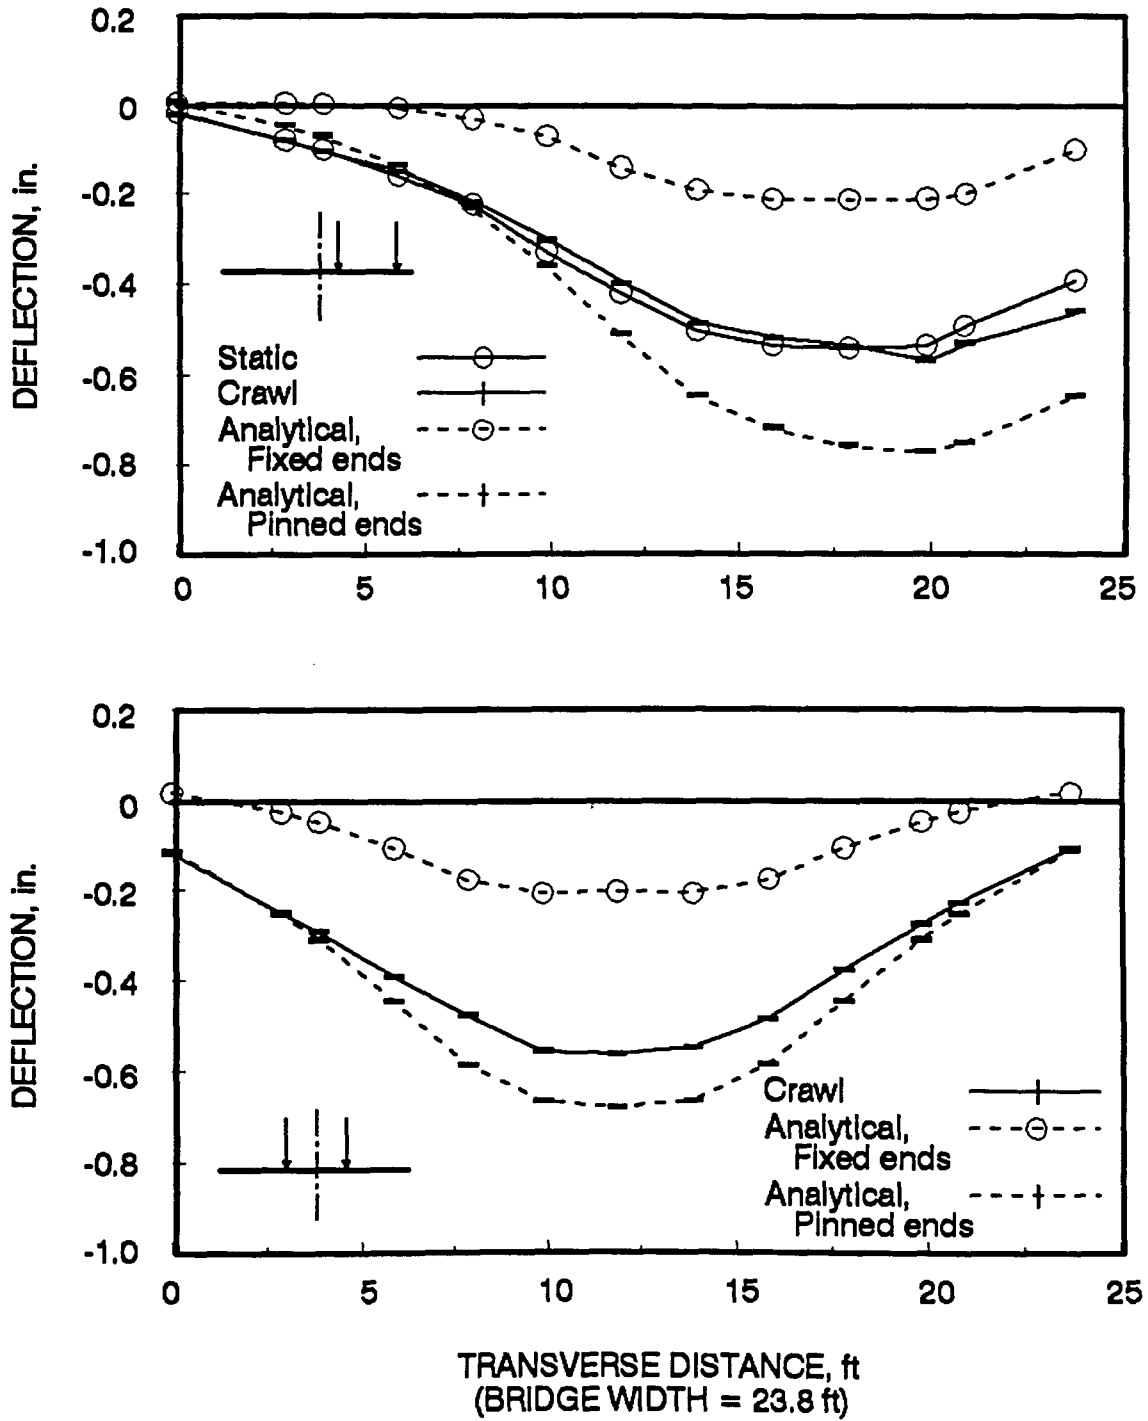 0.2
0
-0.2
-0.4
-0.6
-0.8
-1.0
DEFLECTION, in.
Static
Crawl
Analytical,
Fixed ends
Analytical,
Pinned ends
0 5 10 15 20 25
0.2
0
-0.2
-0.4
-0.6
-0.8
-1.0
DEFLECTION, in.
Crawl
Analytical,
Fixed ends
Analytical,
Pinned ends
0 5 10 15 20 25
TRANSVERSE DISTANCE, ft
(BRIDGE WIDTH = 23.8 ft)